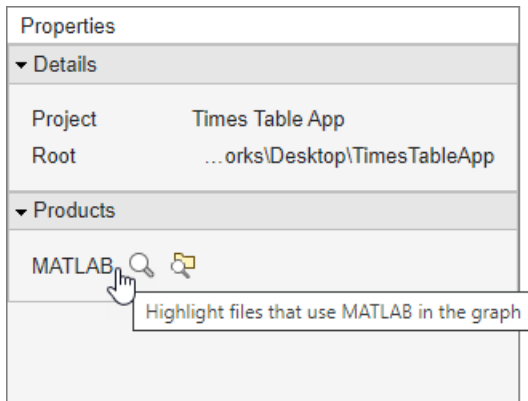 Properties
Details
Project Times Table App
Root ...orks\Desktop\TimesTableApp
Products
MATLAB
Highlight files that use MATLAB in the graph